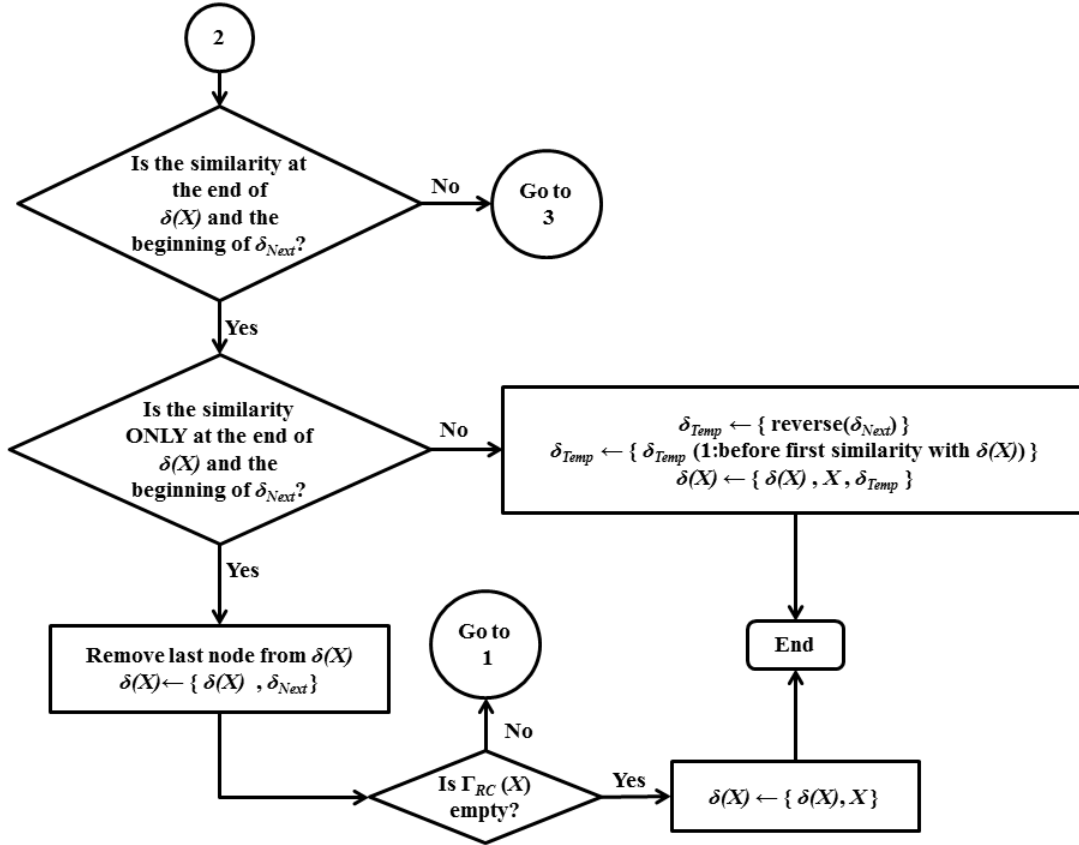 2
Is the similarity at
the end of
δ(X) and the
beginning of δNext?
No
Go to
3
Yes
Is the similarity
ONLY at the end of
δ(X) and the
beginning of δNext?
No
δTemp ← { reverse(δNext) }
δTemp ← { δTemp (1:before first similarity with δ(X)) }
δ(X) ← { δ(X) , X , δTemp }
Yes
Remove last node from δ(X)
δ(X)← { δ(X) , δNext}
Go to
1
End
No
Is ΓRC (X)
empty?
Yes
δ(X) ← { δ(X), X }